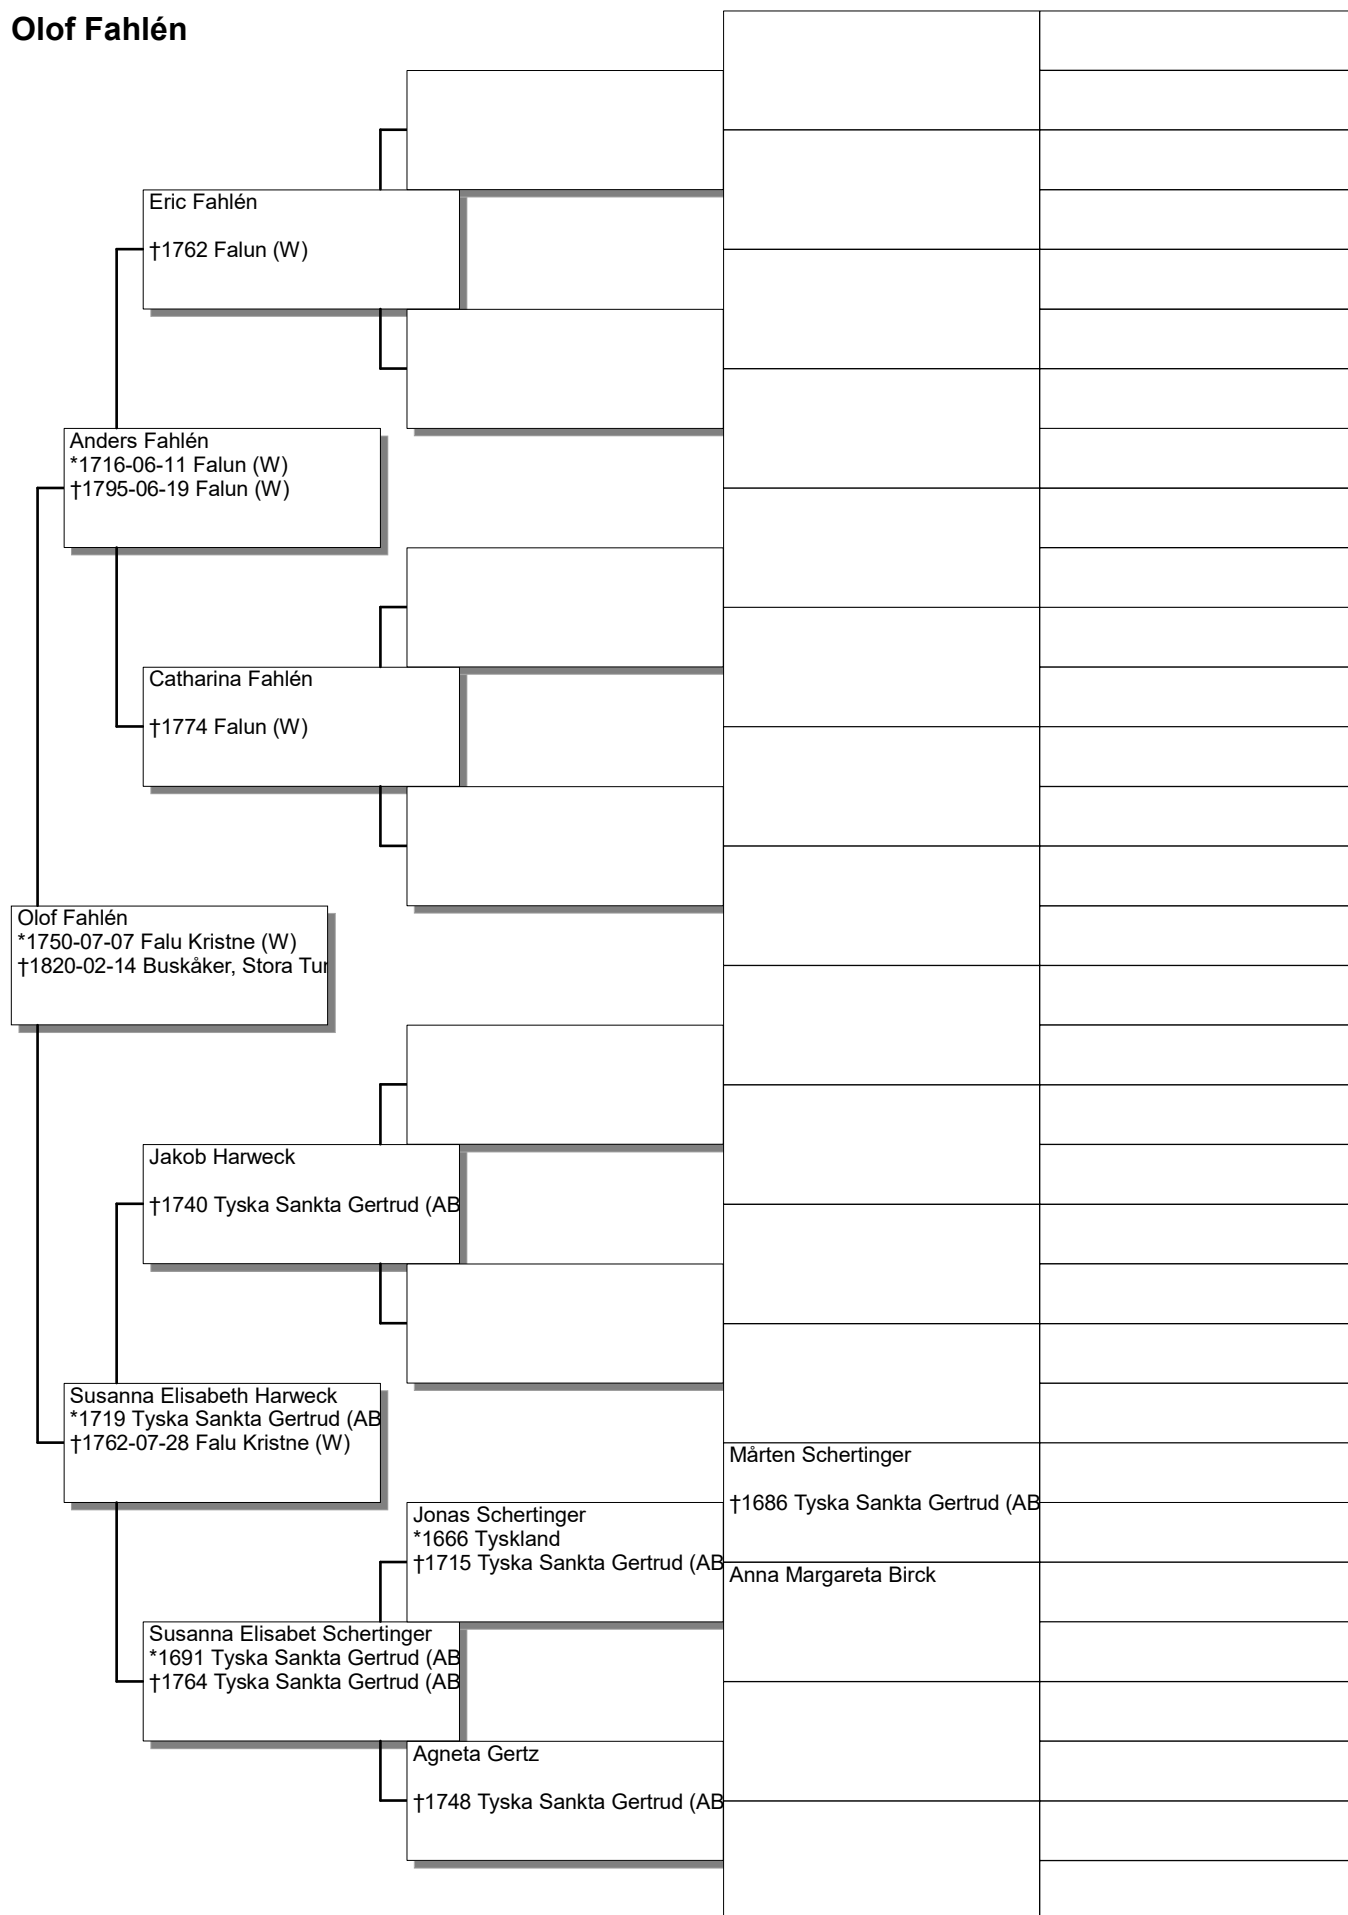 Olof Fahlén
Eric Fahlén
†1762 Falun (W)
Anders Fahlén
*1716-06-11 Falun (W)
†1795-06-19 Falun (W)
Catharina Fahlén
†1774 Falun (W)
Olof Fahlén
*1750-07-07 Falu Kristne (W)
†1820-02-14 Buskåker, Stora Tur
Jakob Harweck
†1740 Tyska Sankta Gertrud (AB
Susanna Elisabeth Harweck
*1719 Tyska Sankta Gertrud (AB
†1762-07-28 Falu Kristne (W)
Mårten Schertinger
†1686 Tyska Sankta Gertrud (AB
Jonas Schertinger
*1666 Tyskland
†1715 Tyska Sankta Gertrud (AB
Anna Margareta Birck
Susanna Elisabet Schertinger
*1691 Tyska Sankta Gertrud (AB
†1764 Tyska Sankta Gertrud (AB
Agneta Gertz
†1748 Tyska Sankta Gertrud (AB